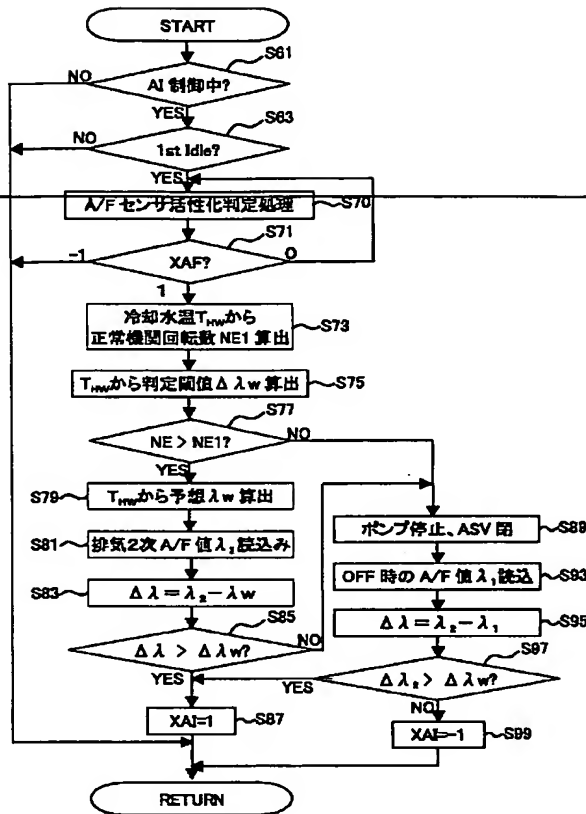 START
S61
AI 制御中?
NO
YES
S63
1st Idle?
NO
YES
A/F センサ活性化判定処理
S70
S71
XAF?
-1
0
1
冷却水温THWから
正常機関回転数 NE1 算出
S73
THWから判定閾値 Δλw 算出
S75
S77
NE > NE1?
NO
YES
S79
THWから予想 λw 算出
S81
排気2次 A/F 値λ2読込み
S83
Δλ=λ2-λw
S85
Δλ > Δλw?
NO
YES
XAI=1
S87
ポンプ停止、ASV 閉
S89
OFF 時の A/F 値λ1読込
S93
Δλ=λ2-λ1
S95
S97
Δλ2> Δλw?
YES
NO
XAI=-1
S99
RETURN